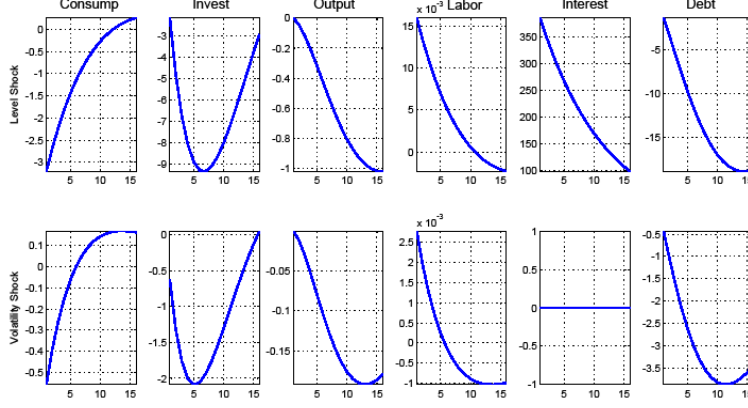 Consump Invest Output Labor Interest Debt
x 10⁻³
Level Shock
0 -0.5 -1 -1.5 -2 -2.5 -3
-3 -4 -5 -6 -7 -8 -9
0 -0.2 -0.4 -0.6 -0.8 -1
15 10 5 0
350 300 250 200 150 100
-5 -10 -15
5 10 15 5 10 15 5 10 15 5 10 15 5 10 15 5 10 15
x 10⁻³
Volatility Shock
0.1 0 -0.1 -0.2 -0.3 -0.4 -0.5
0 -0.5 -1 -1.5 -2
-0.05 -0.1 -0.15
2.5 2 1.5 1 0.5 0 -0.5 -1
1 0.5 0 -0.5 -1
-0.5 -1 -1.5 -2 -2.5 -3 -3.5
5 10 15 5 10 15 5 10 15 5 10 15 5 10 15 5 10 15